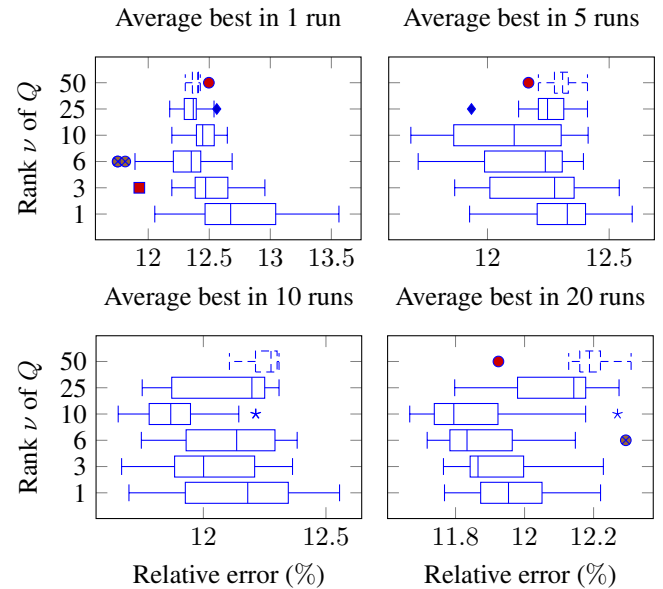 Average best in 1 run
Average best in 5 runs
Rank ν of Q
50
25
10
6
3
1
12
12.5
13
13.5
12
12.5
Average best in 10 runs
Average best in 20 runs
Rank ν of Q
50
25
10
6
3
1
12
12.5
11.8
12
12.2
Relative error (%)
Relative error (%)